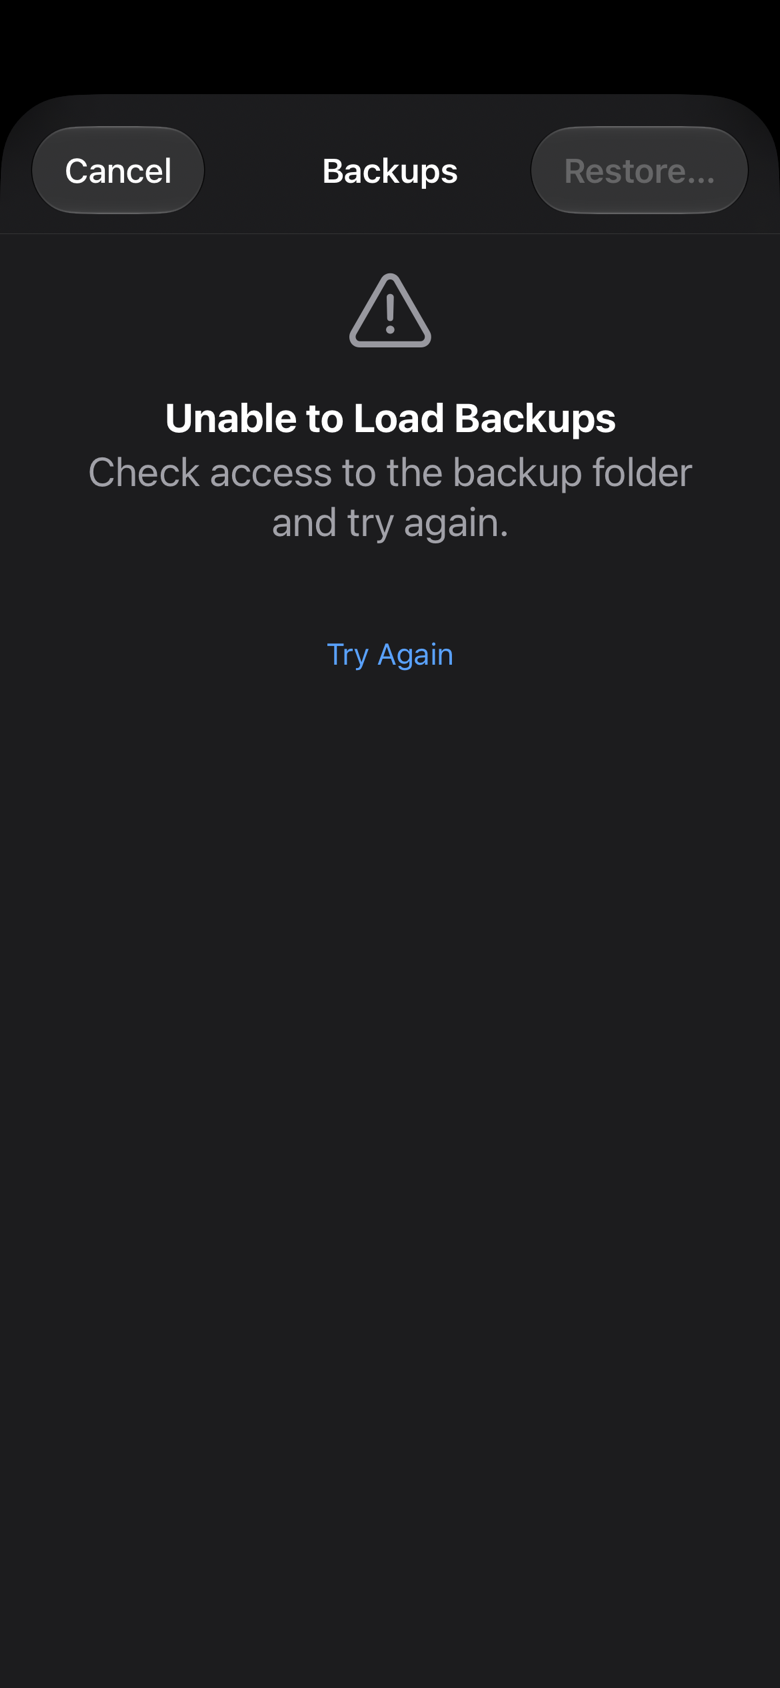 Cancel
Backups
Restore...
Unable to Load Backups
Check access to the backup folder
and try again.
Try Again